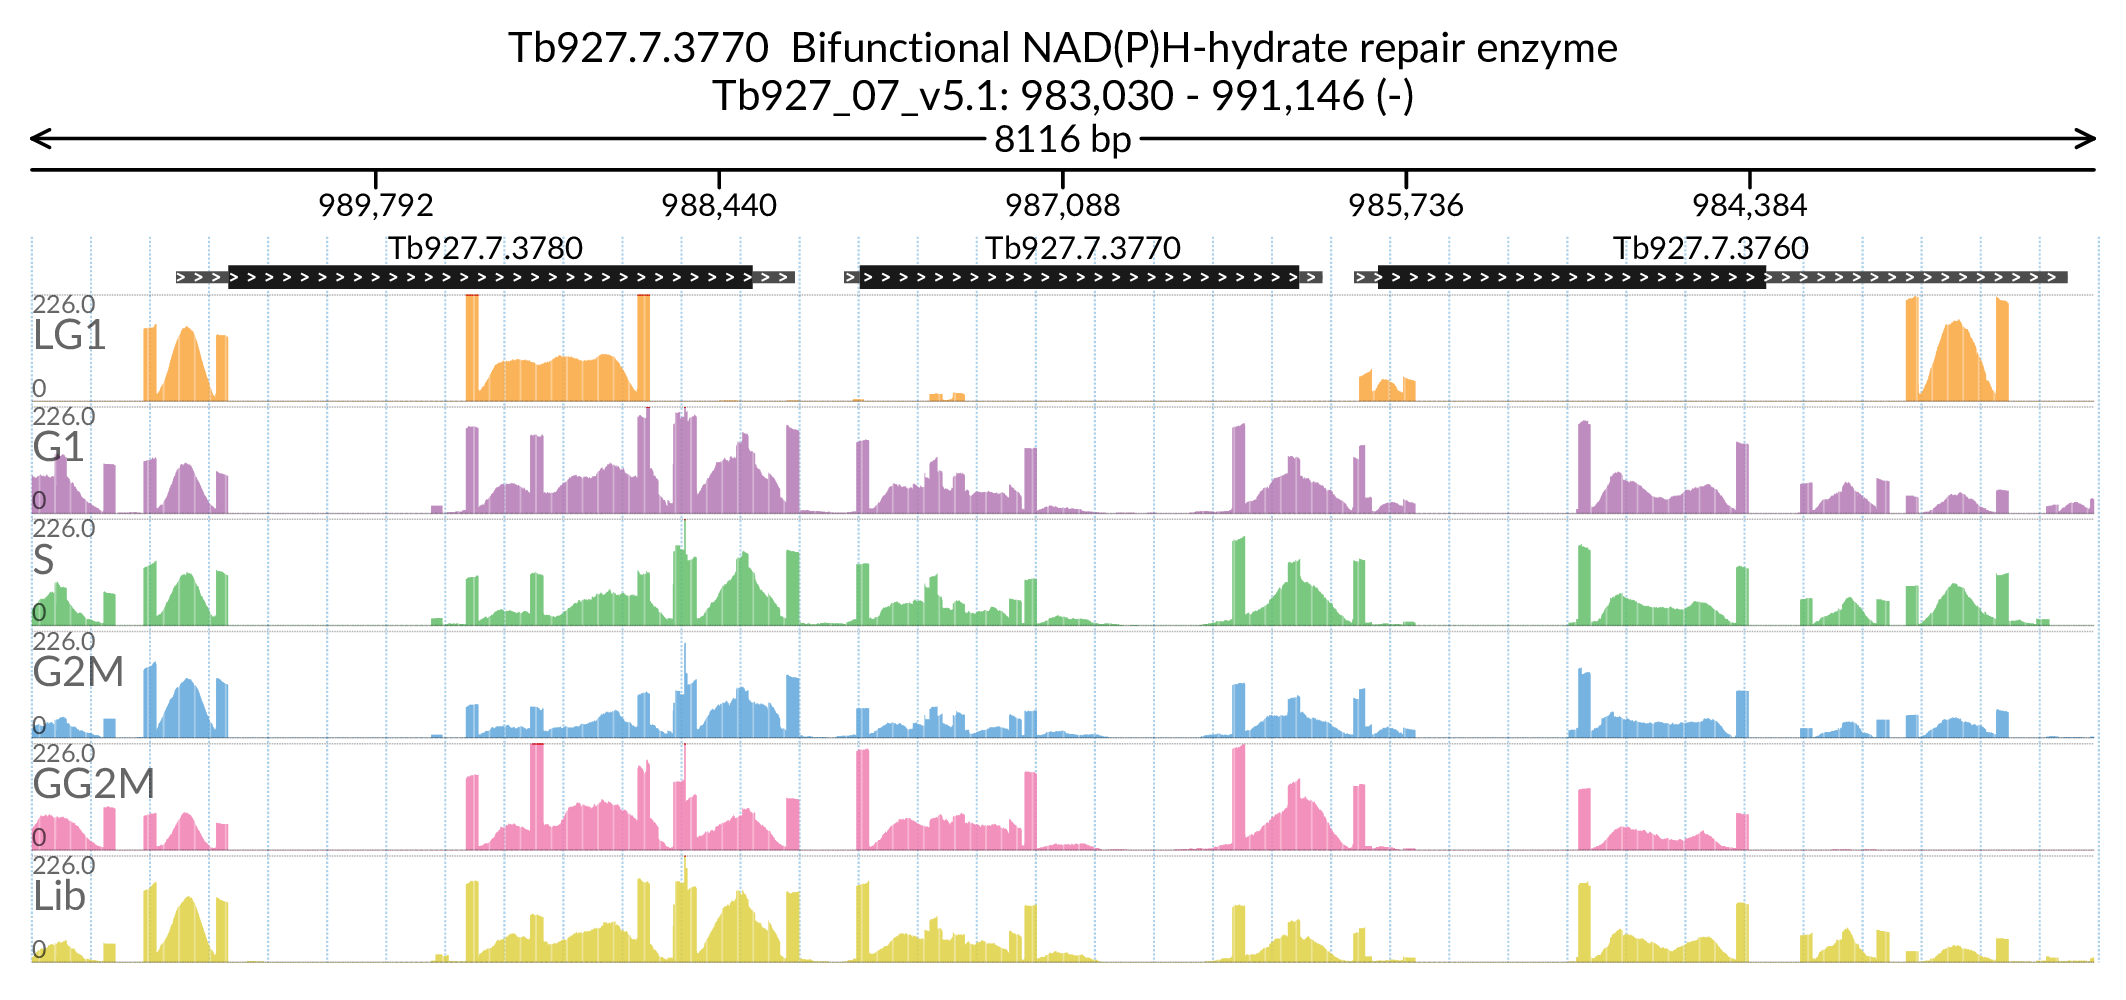 Tb927.7.3770 Bifunctional NAD(P)H-hydrate repair enzyme
Tb927_07_v5.1: 983,030 - 991,146 (-)
8116 bp
989,792 988,440 987,088 985,736 984,384
Tb927.7.3780 Tb927.7.3770 Tb927.7.3760
226.0
LG1
0
226.0
G1
0
226.0
S
0
226.0
G2M
0
226.0
GG2M
0
226.0
Lib
0